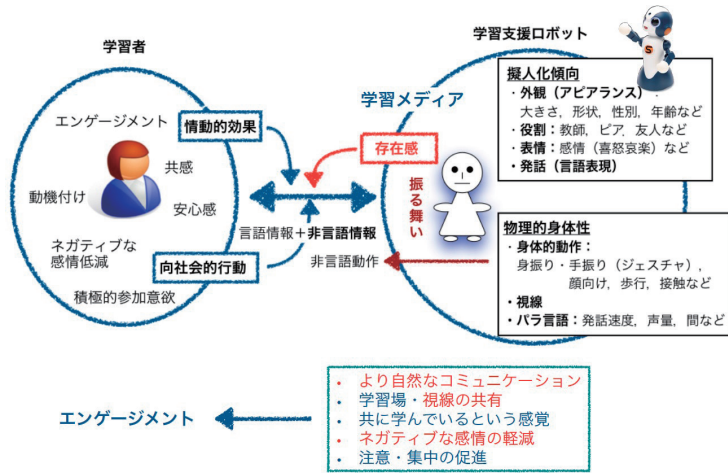 学習者
エンゲージメント
情動的効果
共感
動機付け
安心感
ネガティブな
感情低減
向社会的行動
積極的参加意欲
学習メディア
存在感
言語情報+非言語情報
非言語動作
振る舞い
学習支援ロボット
S
擬人化傾向
・外観（アピアランス）
大きさ，形状，性別，年齢など
・役割：教師，ピア，友人など
・表情：感情（喜怒哀楽）など
・発話（言語表現）
物理的身体性
・身体的動作：
身振り・手振り（ジェスチャ），
顔向け，歩行，接触など
・視線
・パラ言語：発話速度，声量，間など
エンゲージメント
• より自然なコミュニケーション
• 学習場・視線の共有
• 共に学んでいるという感覚
• ネガティブな感情の軽減
• 注意・集中の促進